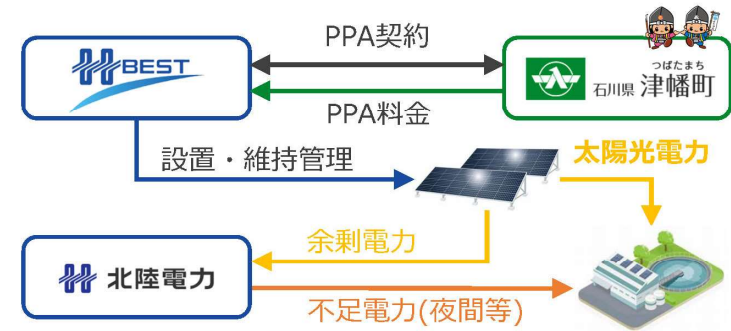 BEST
PPA契約
PPA料金
つばたまち
石川県 津幡町
設置・維持管理
太陽光電力
余剰電力
北陸電力
不足電力(夜間等)